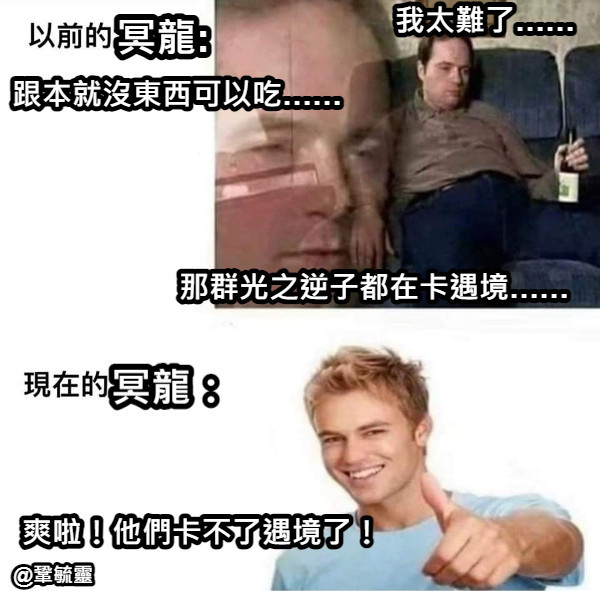 以前的冥龍:
我太難了......
跟本就沒東西可以吃......
那群光之逆子都在卡遇境......
現在的冥龍：
爽啦！他們卡不了遇境了！
@鞏毓靈